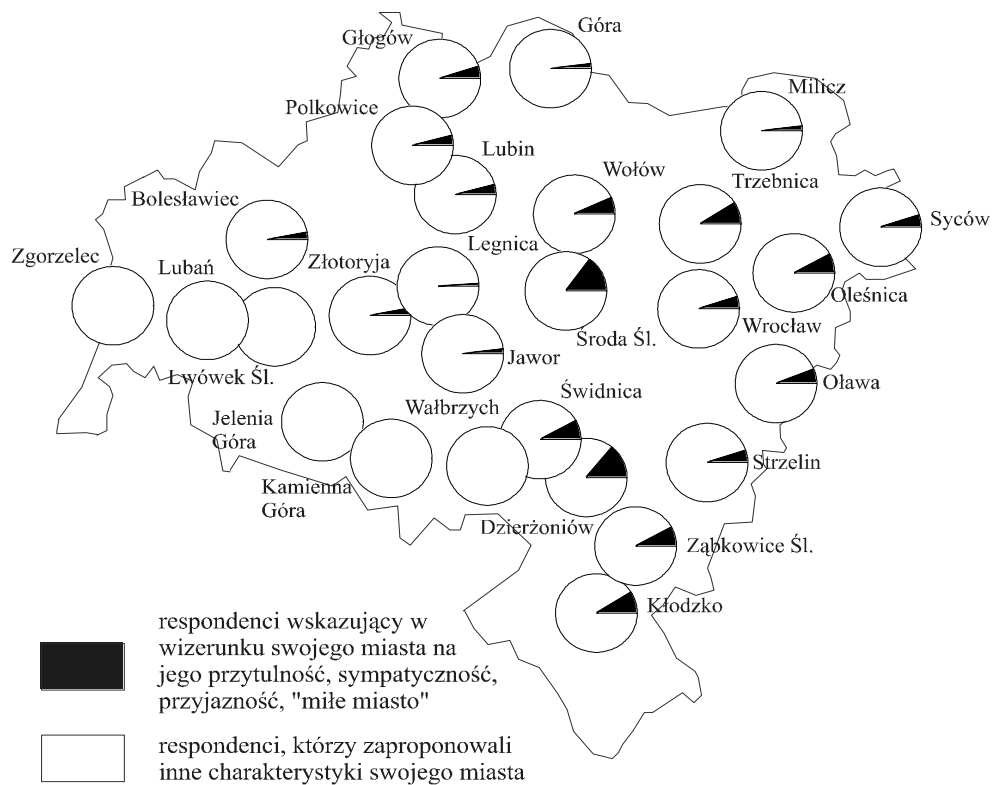 Góra
Głogów
Milicz
Polkowice
Lubin
Wołów
Trzebnica
Bolesławiec
Syców
Legnica
Zgorzelec
Lubań
Złotoryja
Oleśnica
Wrocław
Środa Śl.
Jawor
Lwówek Śl.
Oława
Świdnica
Wałbrzych
Jelenia
Góra
Strzelin
Kamienna
Góra
Dzierżoniów
Ząbkowice Śl.
Kłodzko
respondenci wskazujący w
wizerunku swojego miasta na
jego przytulność, sympatyczność,
przyjazność, "miłe miasto"
respondenci, którzy zaproponowali
inne charakterystyki swojego miasta